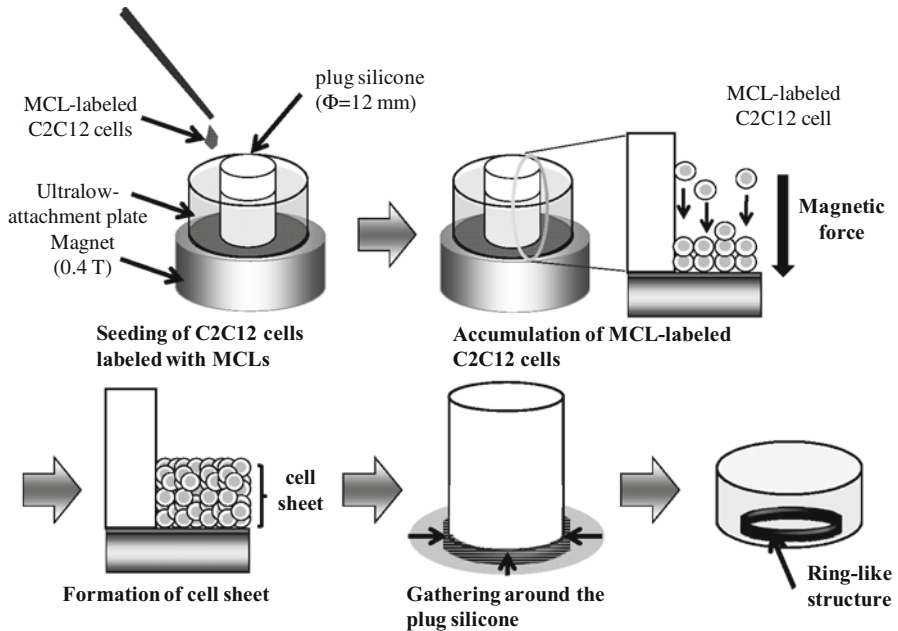 MCL-labeled
C2C12 cells
plug silicone
(Φ=12 mm)
Ultralow-
attachment plate
Magnet
(0.4 T)
Seeding of C2C12 cells
labeled with MCLs
MCL-labeled
C2C12 cell
Magnetic
force
Accumulation of MCL-labeled
C2C12 cells
cell
sheet
Formation of cell sheet
Gathering around the
plug silicone
Ring-like
structure